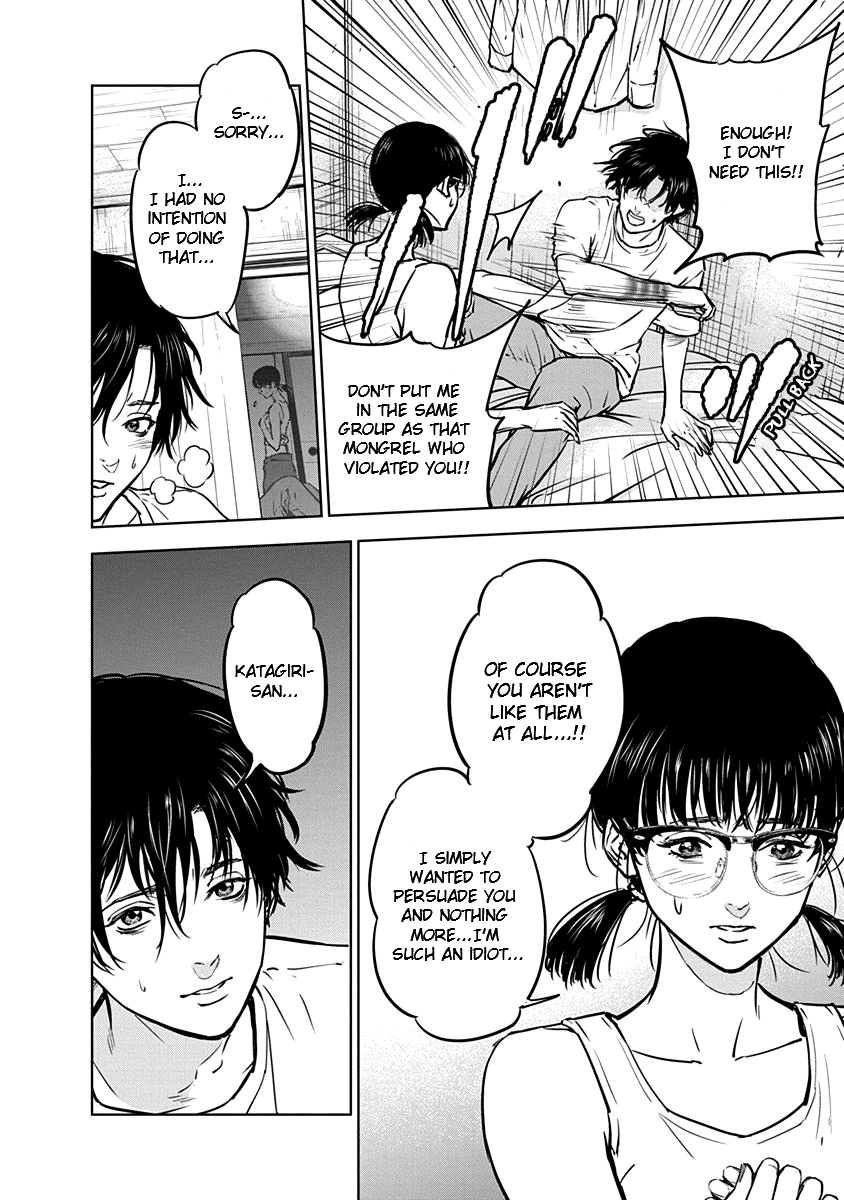 ENOUGH!
I DON'T
NEED THIS!!
PULL BACK
DON'T PUT ME
IN THE SAME
GROUP AS THAT
MONGREL WHO
VIOLATED YOU!!
S-...
SORRY...
I...
I HAD NO
INTENTION
OF DOING
THAT...
OF COURSE
YOU AREN'T
LIKE THEM
AT ALL...!!
I SIMPLY
WANTED TO
PERSUADE YOU
AND NOTHING
MORE...I'M
SUCH AN IDIOT...
KATAGIRI-
SAN...